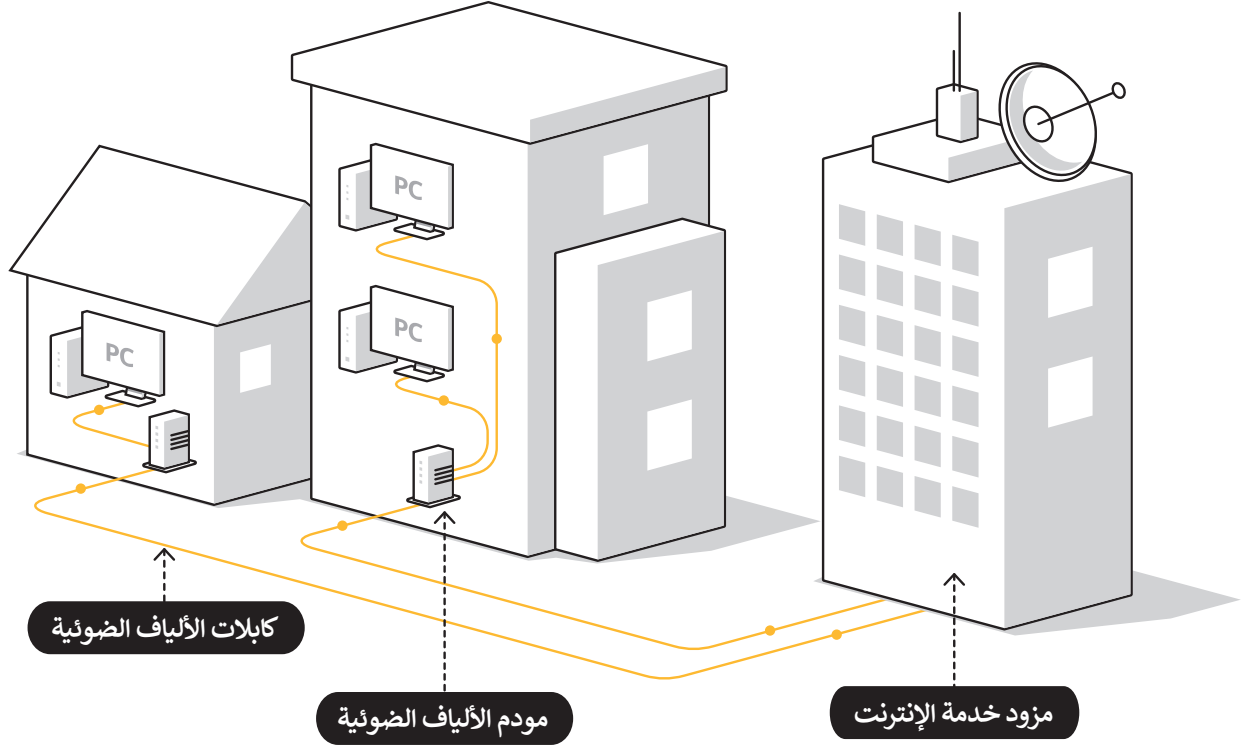 PC
PC
PC
كابلات الألياف الضوئية
مودم الألياف الضوئية
مزود خدمة الإنترنت